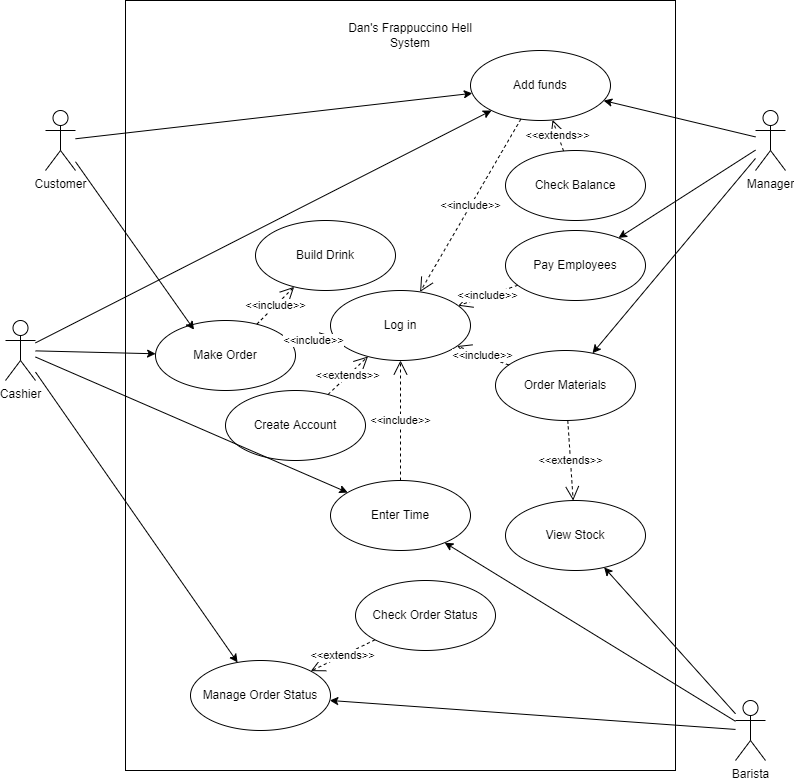 Dan's Frappuccino Hell
System
Add funds
<<extends>>
Customer
Check Balance
Manager
<<include>>
Build Drink
Pay Employees
<<include>>
<<include>>
Log in
<<include>>
Make Order
<<include>>
<<extends>>
Order Materials
Cashier
Create Account
<<include>>
<<extends>>
Enter Time
View Stock
Check Order Status
<<extends>>
Manage Order Status
Barista